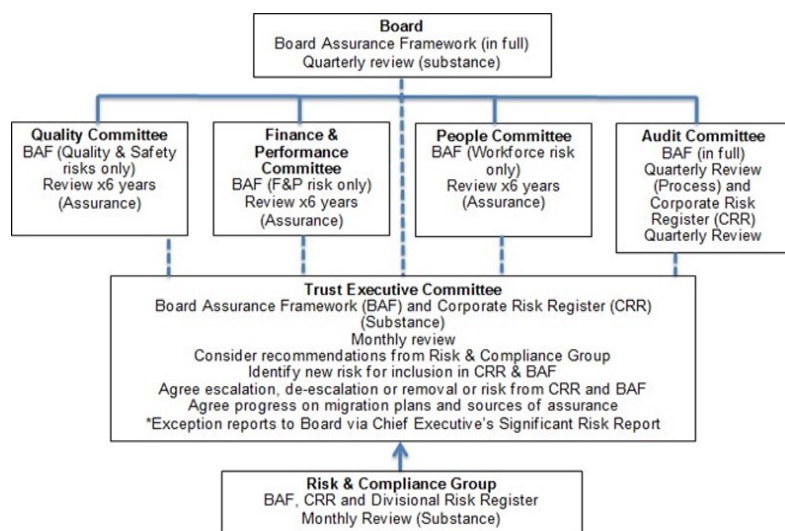 Board
Board Assurance Framework (in full)
Quarterly review (substance)
Quality Committee
BAF (Quality & Safety
risks only)
Review x6 years
(Assurance)
Finance &
Performance
Committee
BAF (F&P risk only)
Review x6 years
(Assurance)
People Committee
BAF (Workforce risk
only)
Review x6 years
(Assurance)
Audit Committee
BAF (in full)
Quarterly Review
(Process) and
Corporate Risk
Register (CRR)
Quarterly Review
Trust Executive Committee
Board Assurance Framework (BAF) and Corporate Risk Register (CRR)
(Substance)
Monthly review
Consider recommendations from Risk & Compliance Group
Identify new risk for inclusion in CRR & BAF
Agree escalation, de-escalation or removal or risk from CRR and BAF
Agree progress on migration plans and sources of assurance
*Exception reports to Board via Chief Executive's Significant Risk Report
Risk & Compliance Group
BAF, CRR and Divisional Risk Register
Monthly Review (Substance)